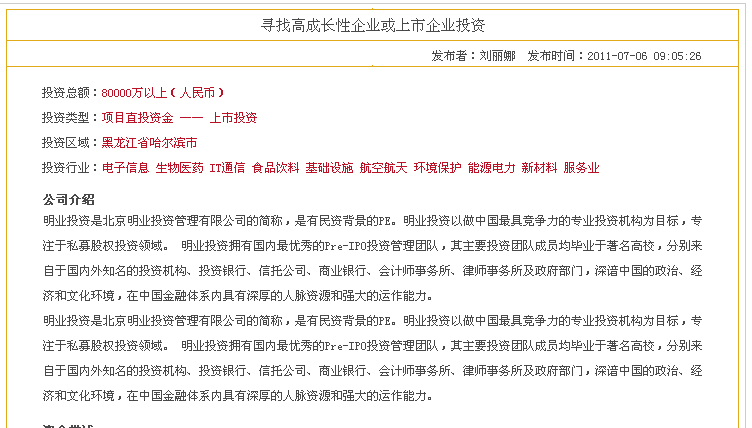 寻找高成长性企业或上市企业投资
发布者：刘丽娜 发布时间：2011-07-06 09:05:26
投资总额：80000万以上（人民币）
投资类型：项目直投资金 —— 上市投资
投资区域：黑龙江省哈尔滨市
投资行业：电子信息 生物医药 IT通信 食品饮料 基础设施 航空航天 环境保护 能源电力 新材料 服务业
公司介绍
明业投资是北京明业投资管理有限公司的简称，是有民资背景的PE。明业投资以做中国最具竞争力的专业投资机构为目标，专
注于私募股权投资领域。 明业投资拥有国内最优秀的Pre-IPO投资管理团队，其主要投资团队成员均毕业于著名高校，分别来
自于国内外知名的投资机构、投资银行、信托公司、商业银行、会计师事务所、律师事务所及政府部门，深谙中国的政治、经
济和文化环境，在中国金融体系内具有深厚的人脉资源和强大的运作能力。
明业投资是北京明业投资管理有限公司的简称，是有民资背景的PE。明业投资以做中国最具竞争力的专业投资机构为目标，专
注于私募股权投资领域。 明业投资拥有国内最优秀的Pre-IPO投资管理团队，其主要投资团队成员均毕业于著名高校，分别来
自于国内外知名的投资机构、投资银行、信托公司、商业银行、会计师事务所、律师事务所及政府部门，深谙中国的政治、经
济和文化环境，在中国金融体系内具有深厚的人脉资源和强大的运作能力。